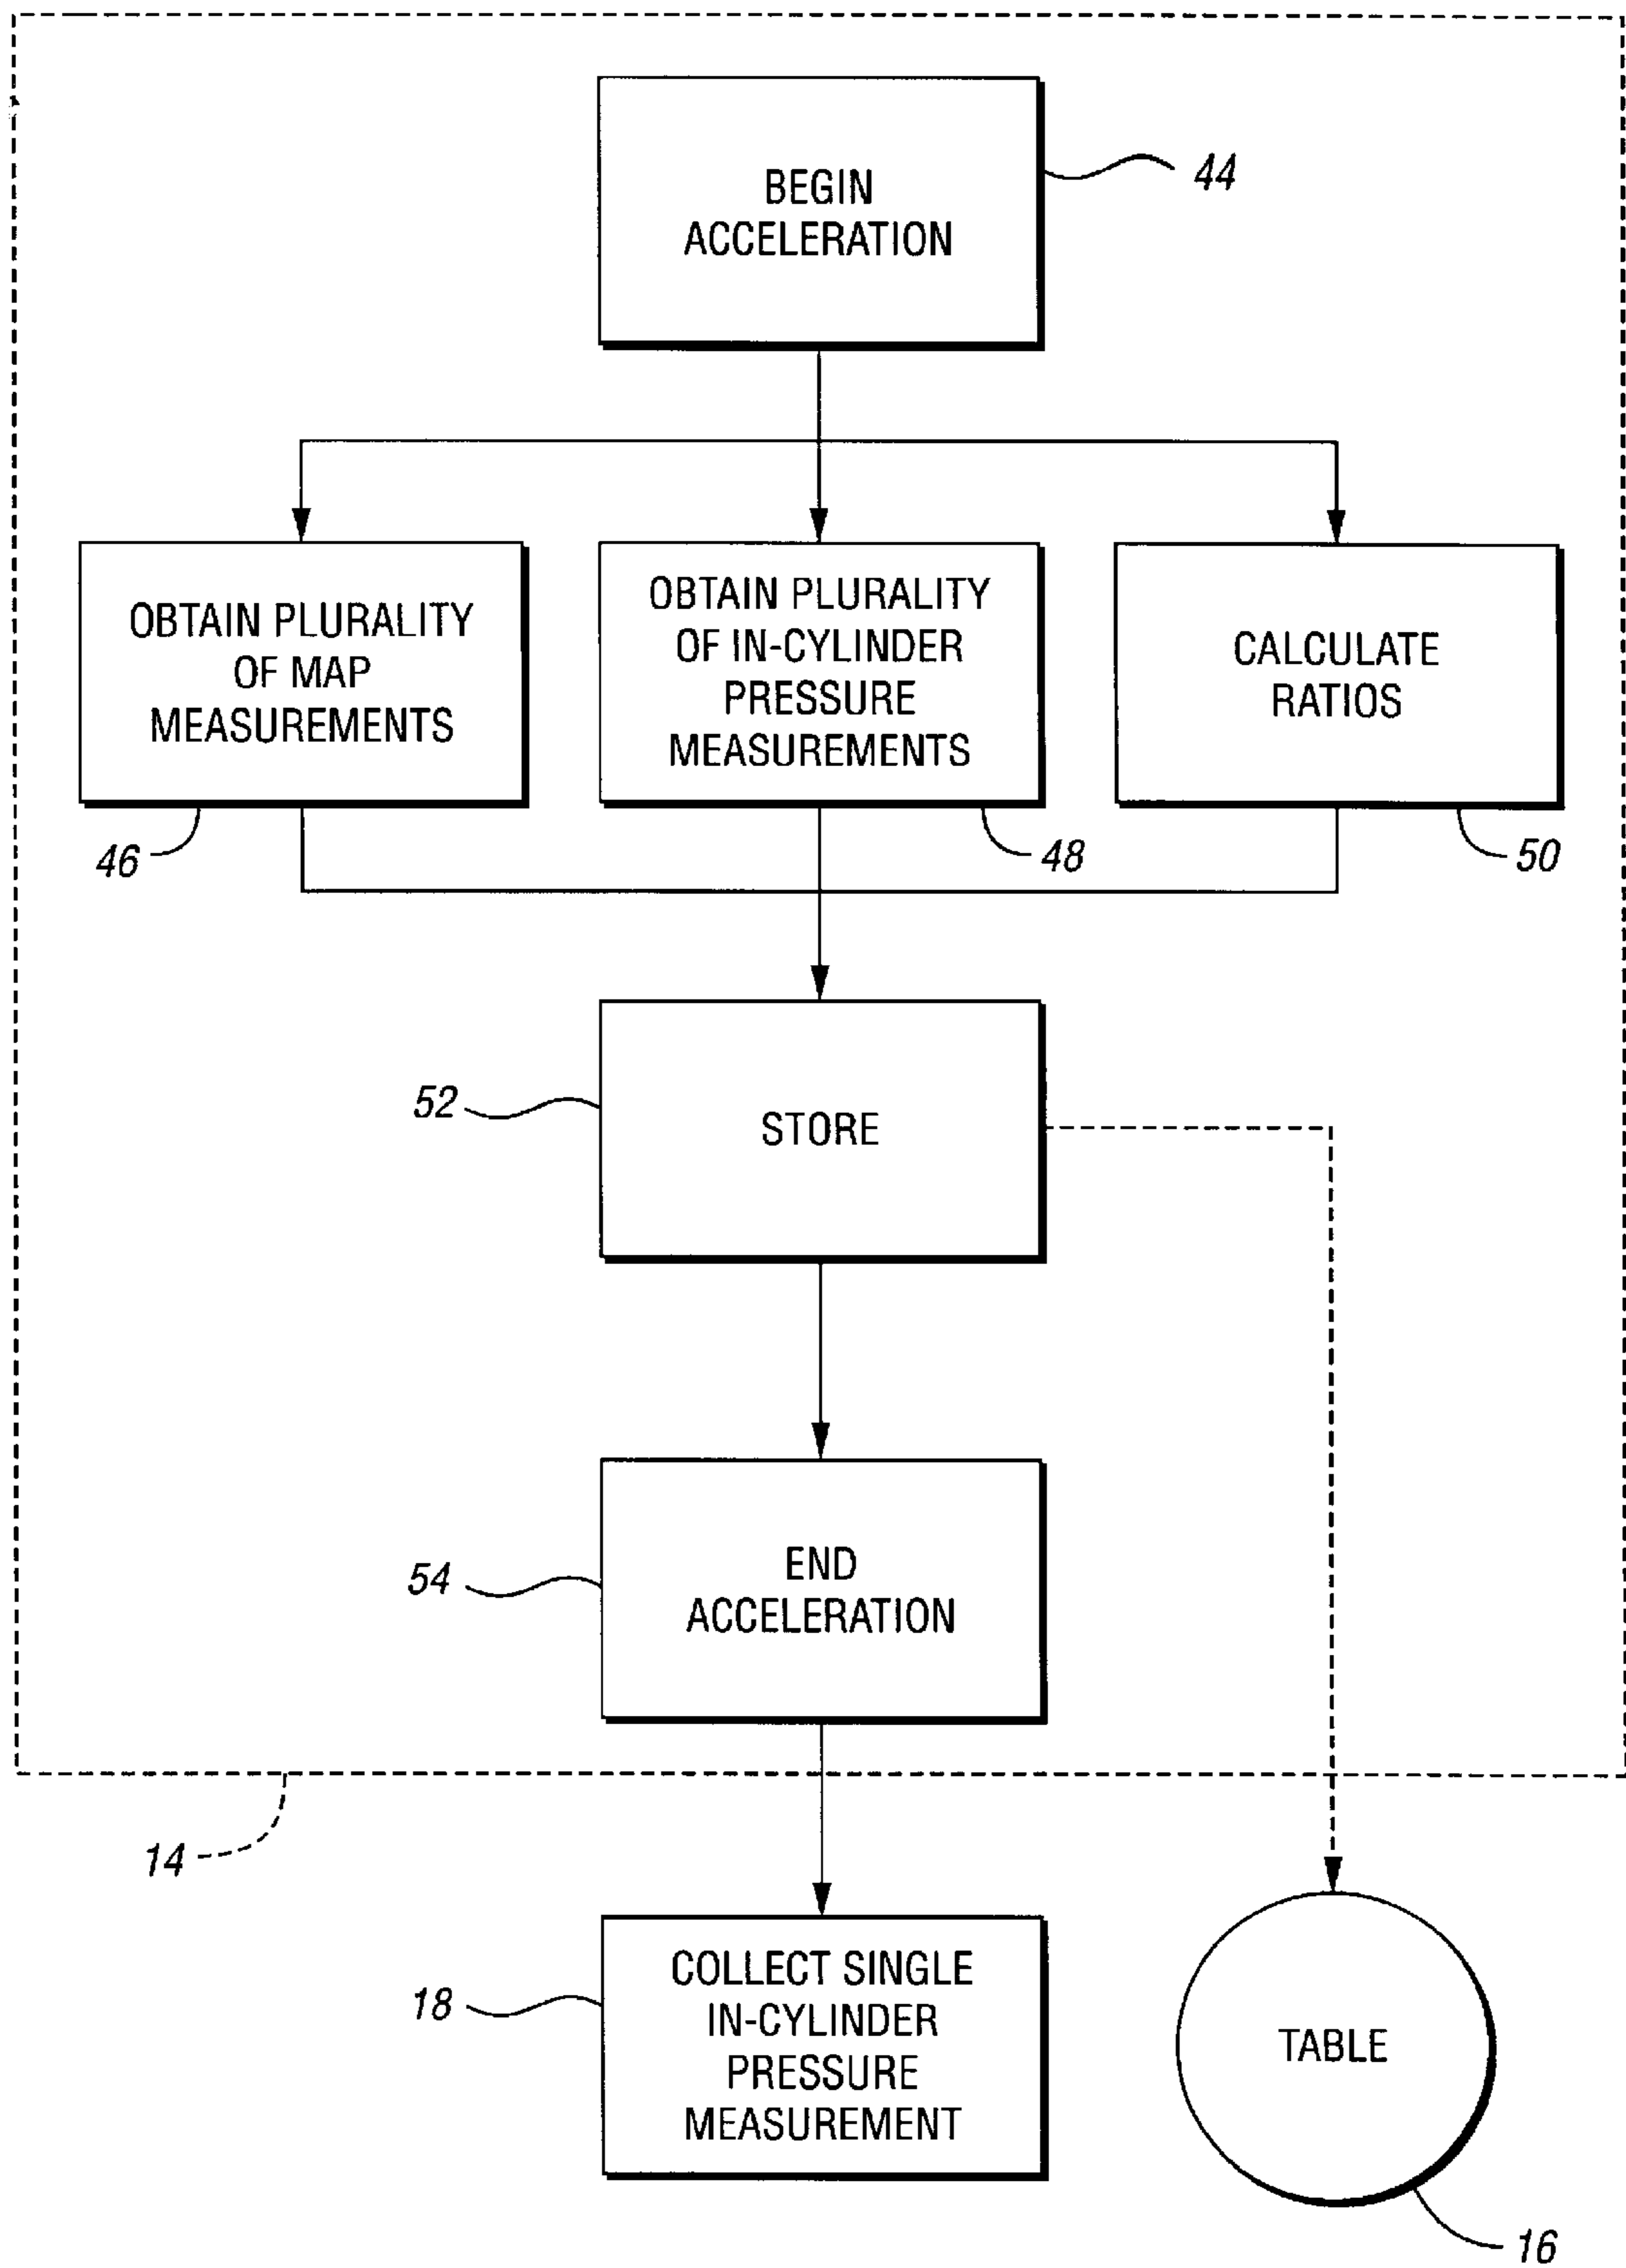 BEGIN
ACCELERATION
44
OBTAIN PLURALITY
OF MAP
MEASUREMENTS
46
OBTAIN PLURALITY
OF IN-CYLINDER
PRESSURE
MEASUREMENTS
48
CALCULATE
RATIOS
50
52
STORE
54
END
ACCELERATION
14
18
COLLECT SINGLE
IN-CYLINDER
PRESSURE
MEASUREMENT
TABLE
16